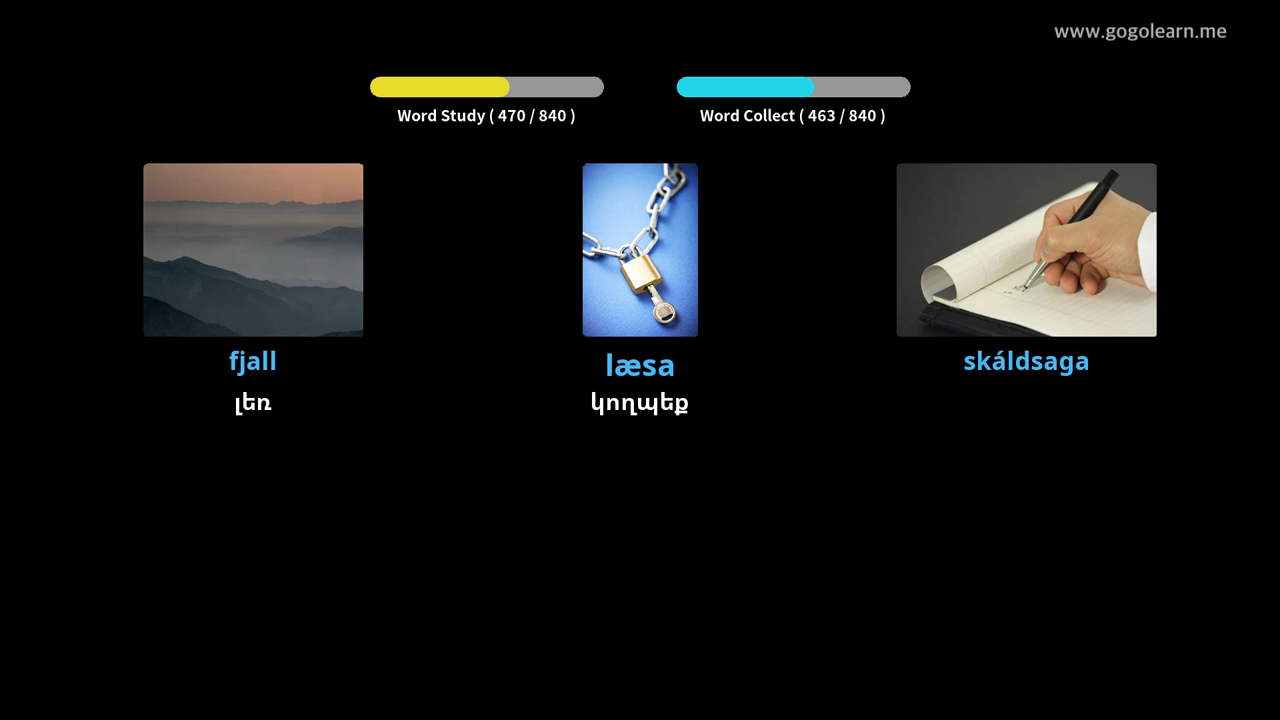 www.gogolearn.me
Word Study ( 470 / 840 )
Word Collect ( 463 / 840 )
fjall
læsa
skáldsaga
լեռ
կողպեք